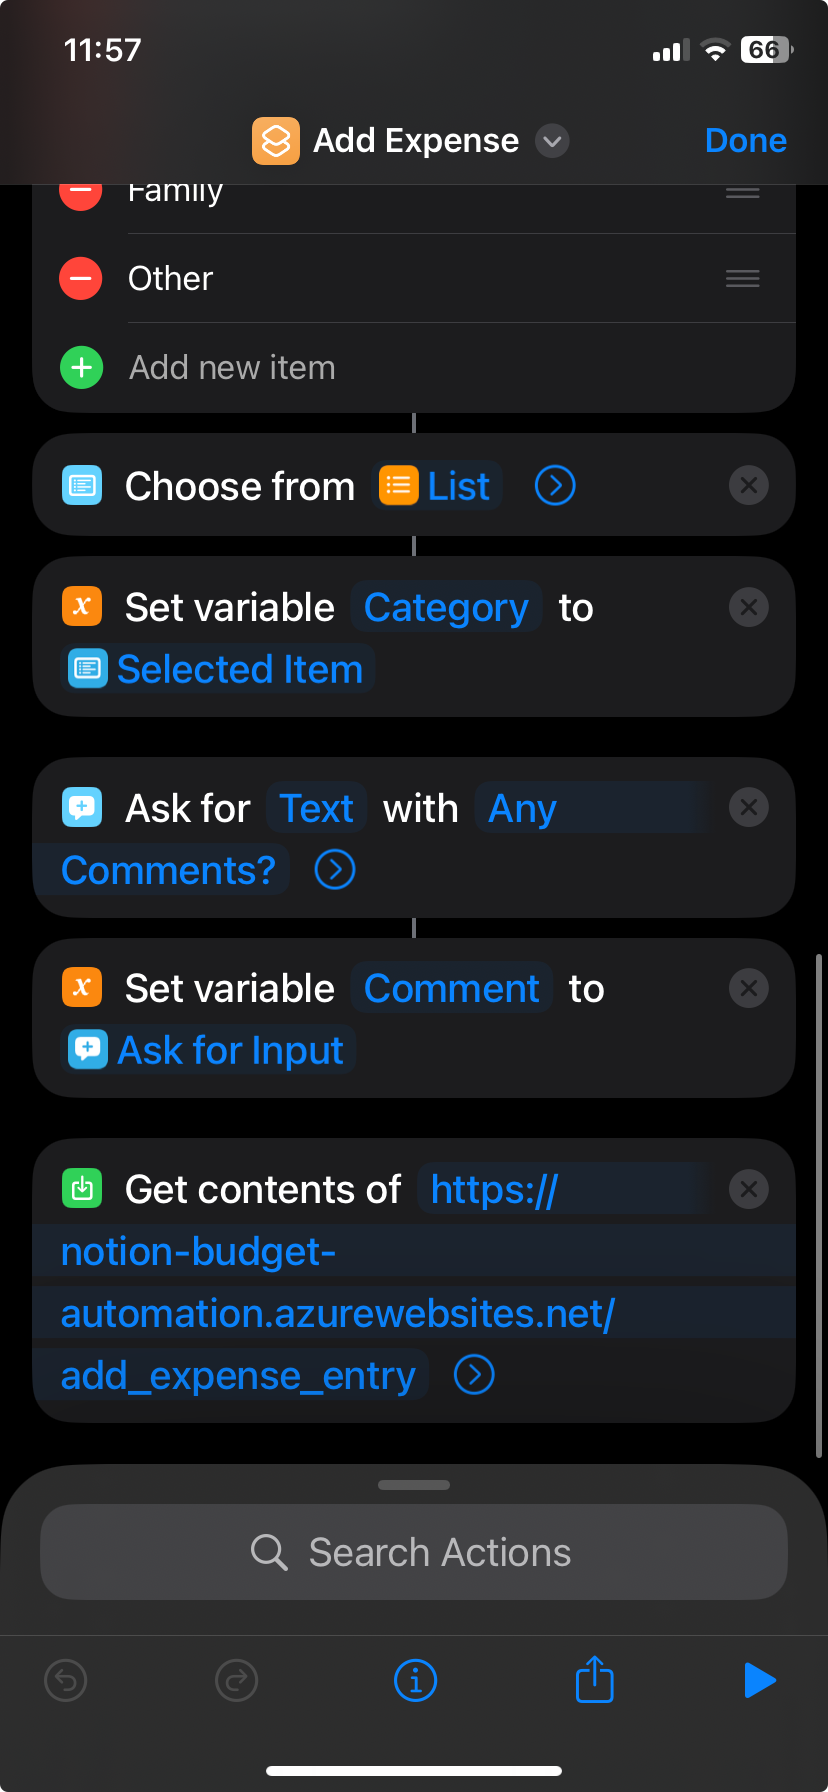 11:57
66
Add Expense
Done
Family
Other
Add new item
Choose from List
Set variable Category to
Selected Item
Ask for Text with Any
Comments?
Set variable Comment to
Ask for Input
Get contents of https://
notion-budget-
automation.azurewebsites.net/
add_expense_entry
Search Actions